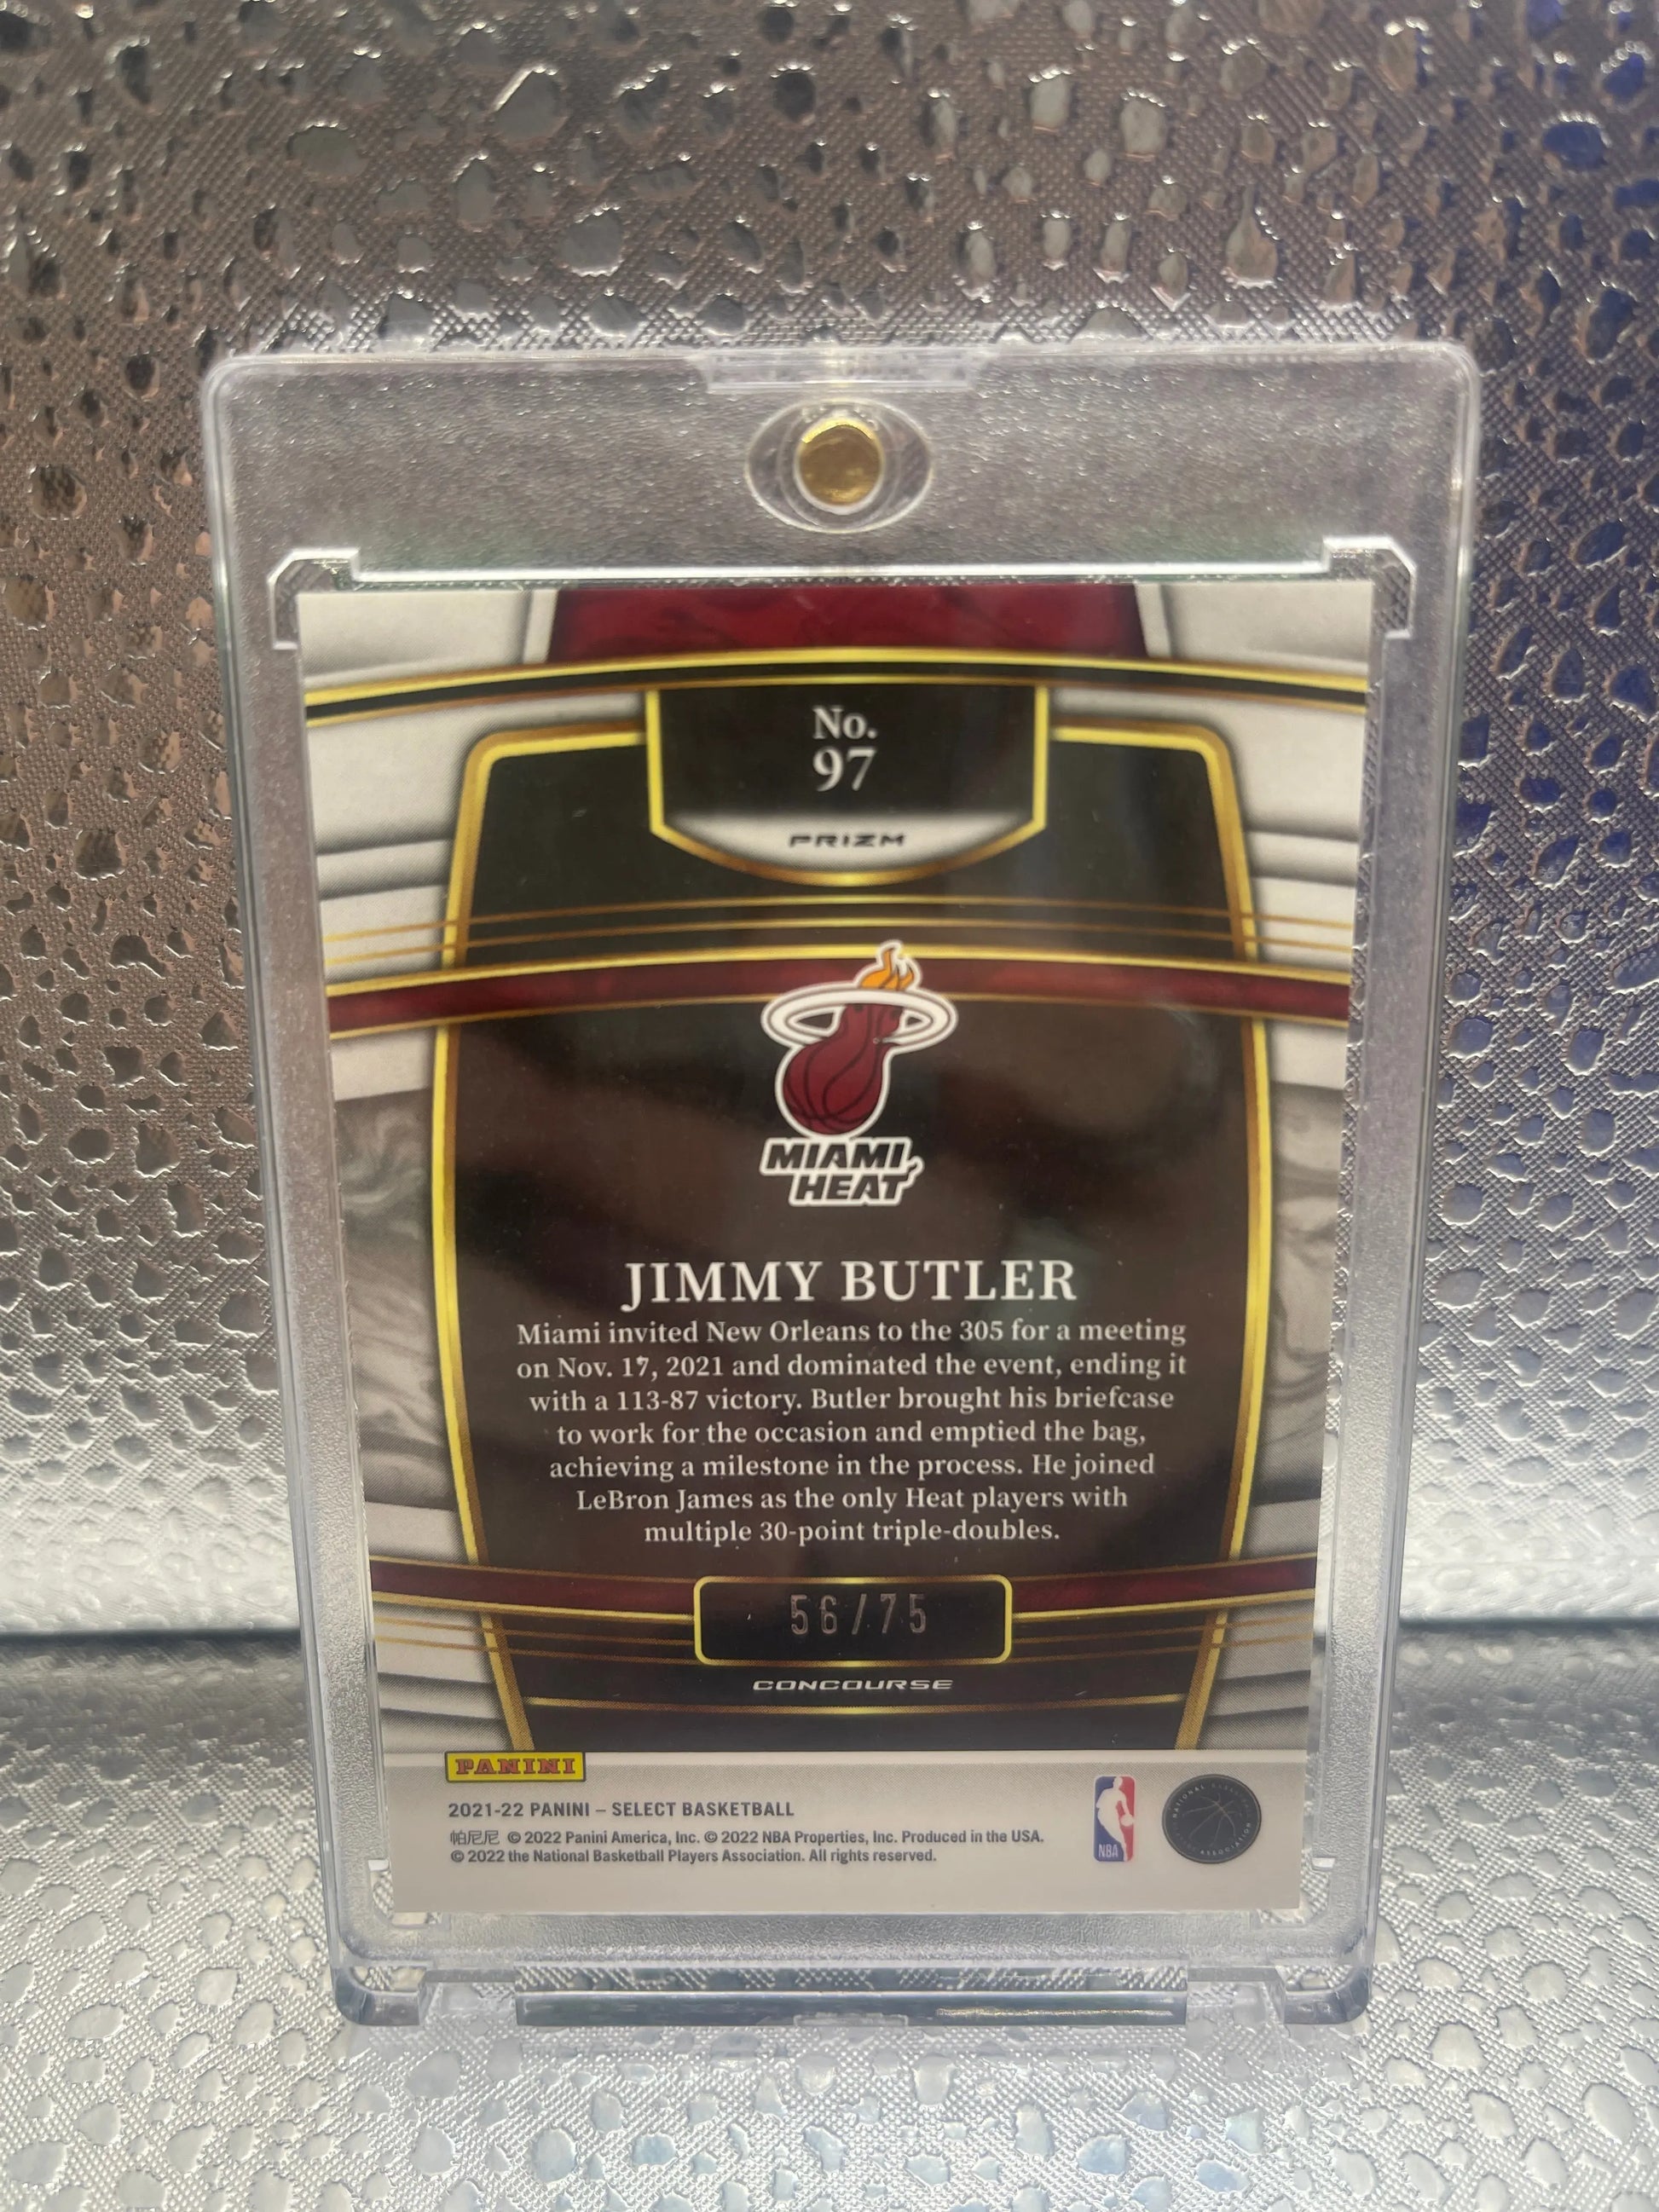 No.
97
PRIZM
MIAMI
HEAT
JIMMY BUTLER
Miami invited New Orleans to the 305 for a meeting
on Nov. 17, 2021 and dominated the event, ending it
with a 113-87 victory. Butler brought his briefcase
to work for the occasion and emptied the bag,
achieving a milestone in the process. He joined
LeBron James as the only Heat players with
multiple 30-point triple-doubles.
56/75
CONCOURSE
PANINI
2021-22 PANINI – SELECT BASKETBALL
帕尼尼 © 2022 Panini America, Inc. © 2022 NBA Properties, Inc. Produced in the USA.
© 2022 the National Basketball Players Association. All rights reserved.
NBA